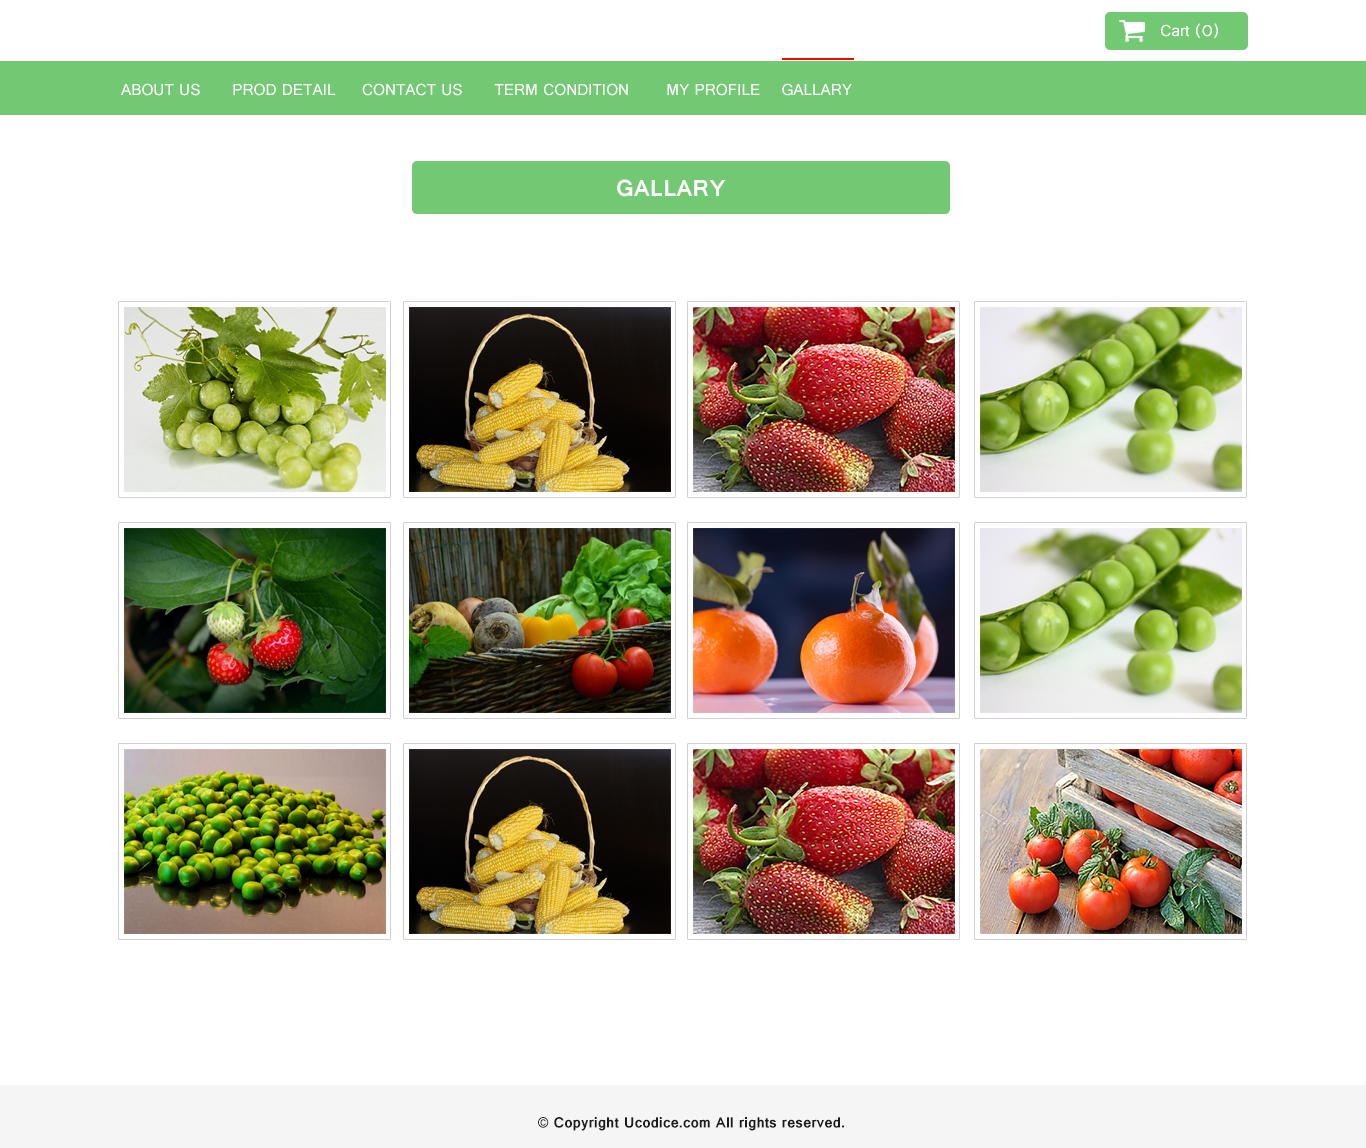 Cart (0)
ABOUT US PROD DETAIL CONTACT US TERM CONDITION MY PROFILE GALLARY
GALLARY
© Copyright Ucodice.com All rights reserved.